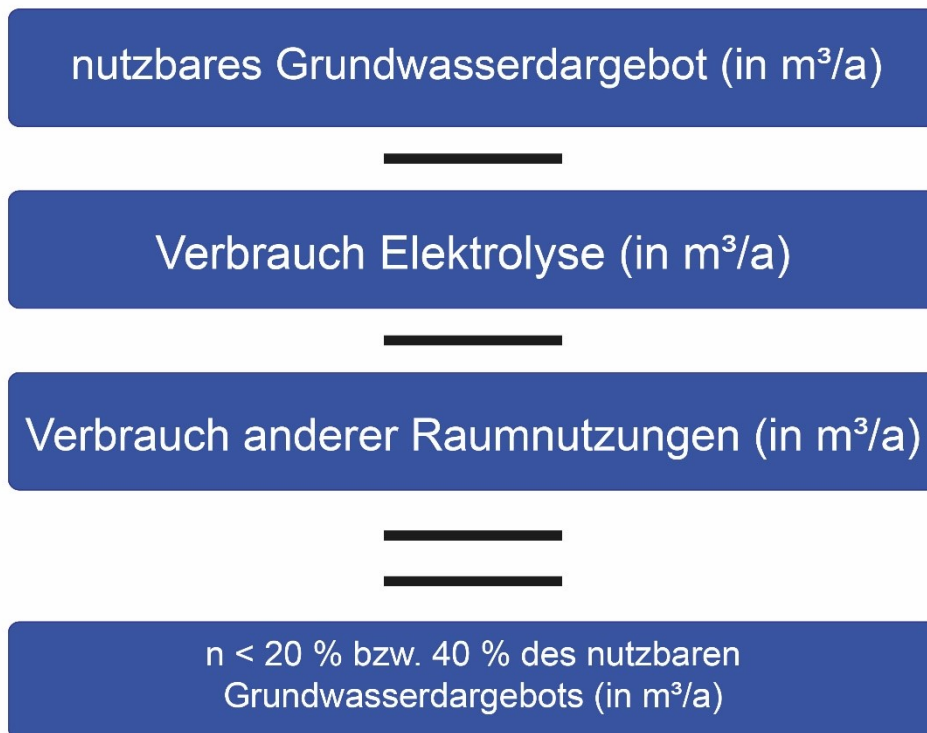 nutzbares Grundwasserdargebot (in m³/a)
Verbrauch Elektrolyse (in m³/a)
Verbrauch anderer Raumnutzungen (in m³/a)
n < 20 % bzw. 40 % des nutzbaren
Grundwasserdargebots (in m³/a)